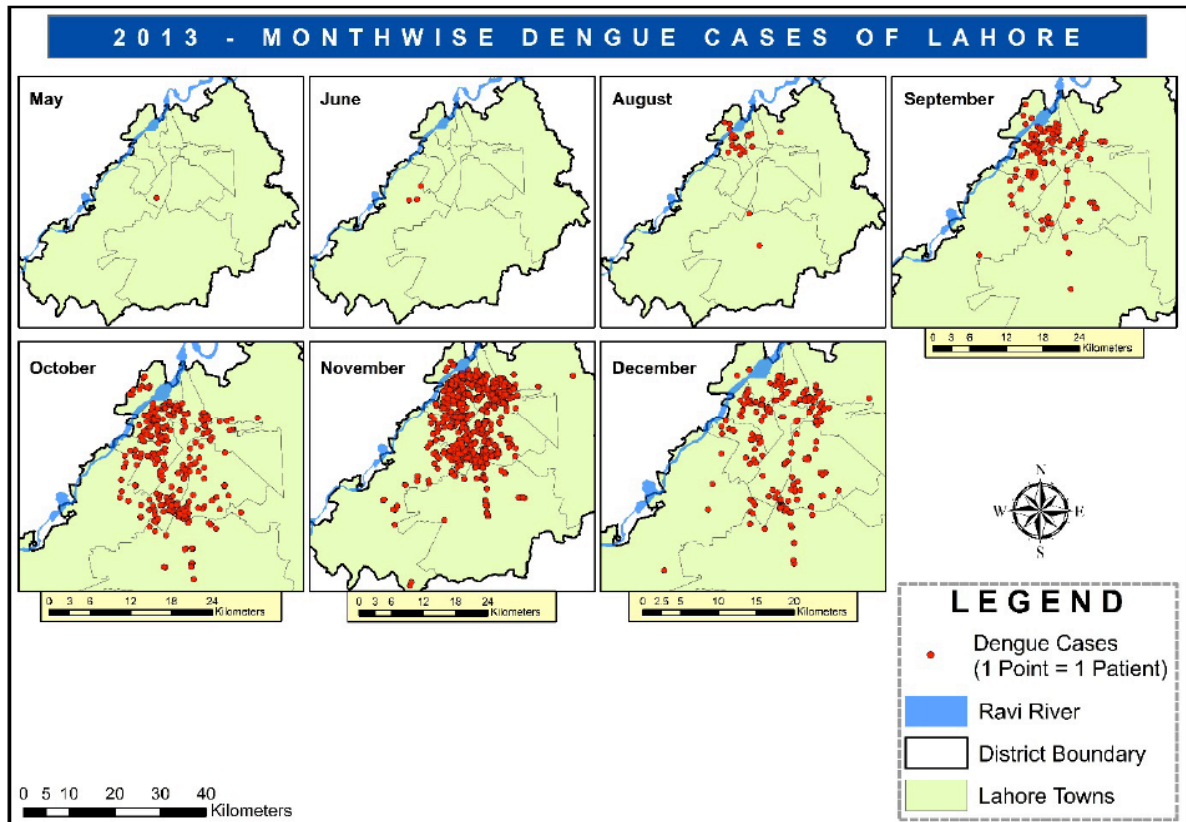 2013 - MONTHWISE DENGUE CASES OF LAHORE
May
June
August
September
0 3 6 12 18 24
Kilometers
October
November
December
0 3 6 12 18 24
Kilometers
0 3 6 12 18 24
Kilometers
0 2.5 5 10 15 20
Kilometers
N
W E
S
LEGEND
Dengue Cases
(1 Point = 1 Patient)
Ravi River
District Boundary
Lahore Towns
0 5 10 20 30 40
Kilometers